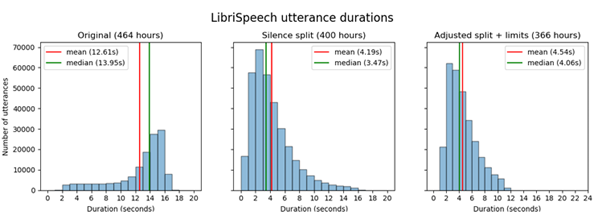 LibriSpeech utterance durations
Original (464 hours)
Silence split (400 hours)
Adjusted split + limits (366 hours)
mean (12.61s)
median (13.95s)
mean (4.19s)
median (3.47s)
mean (4.54s)
median (4.06s)
Number of utterances
70000
60000
50000
40000
30000
20000
10000
0
0 2 4 6 8 10 12 14 16 18 20
0 2 4 6 8 10 12 14 16 18 20
0 2 4 6 8 10 12 14 16 18 20 22 24
Duration (seconds)
Duration (seconds)
Duration (seconds)